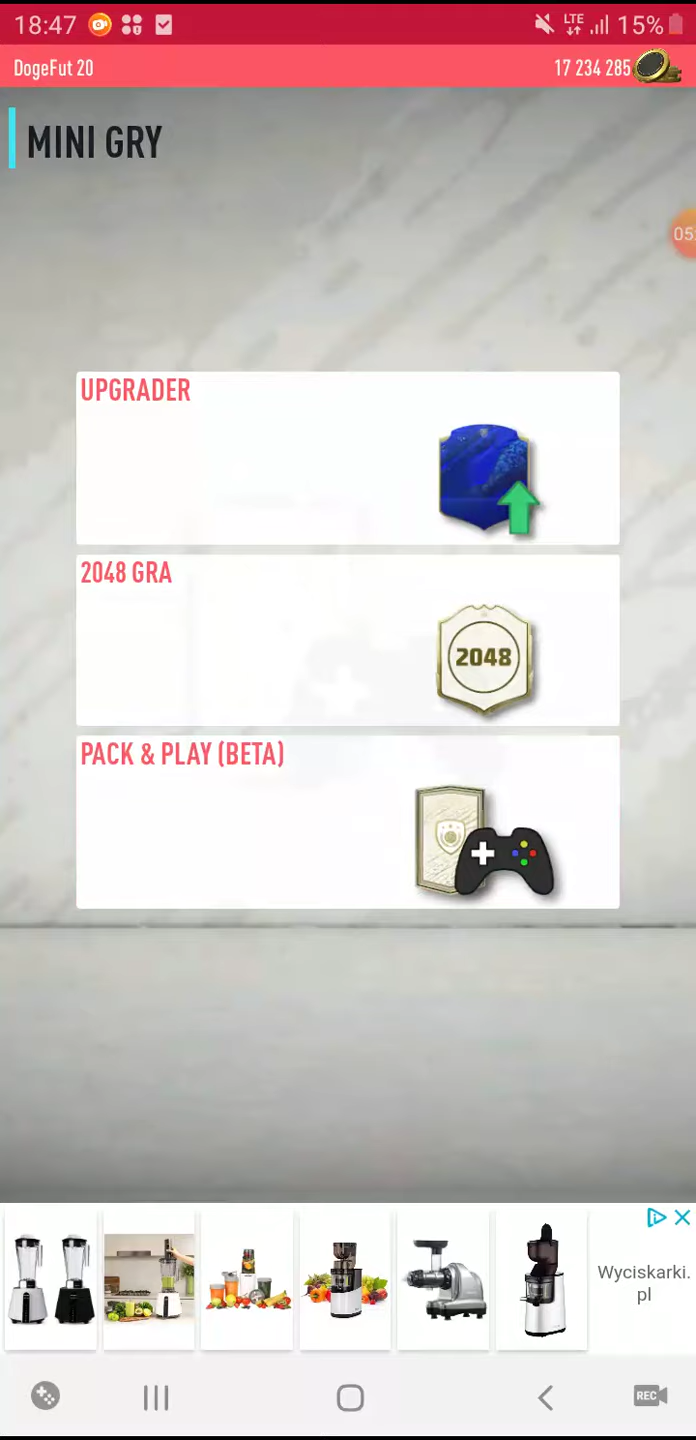 18:47 LTE 15%
DogeFut 20 17 234 285
MINI GRY
05:
UPGRADER
2048 GRA
2048
PACK & PLAY (BETA)
Wyciskarki.
pl
REC